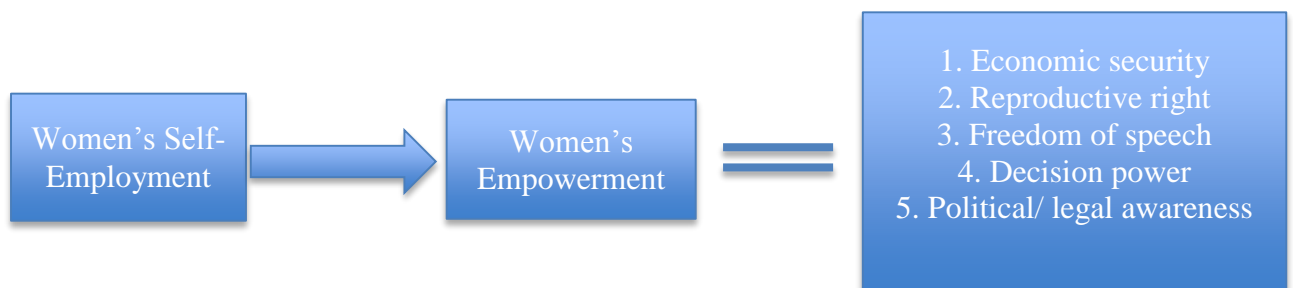 Women’s Self-
Employment
Women’s
Empowerment
1. Economic security
2. Reproductive right
3. Freedom of speech
4. Decision power
5. Political/ legal awareness